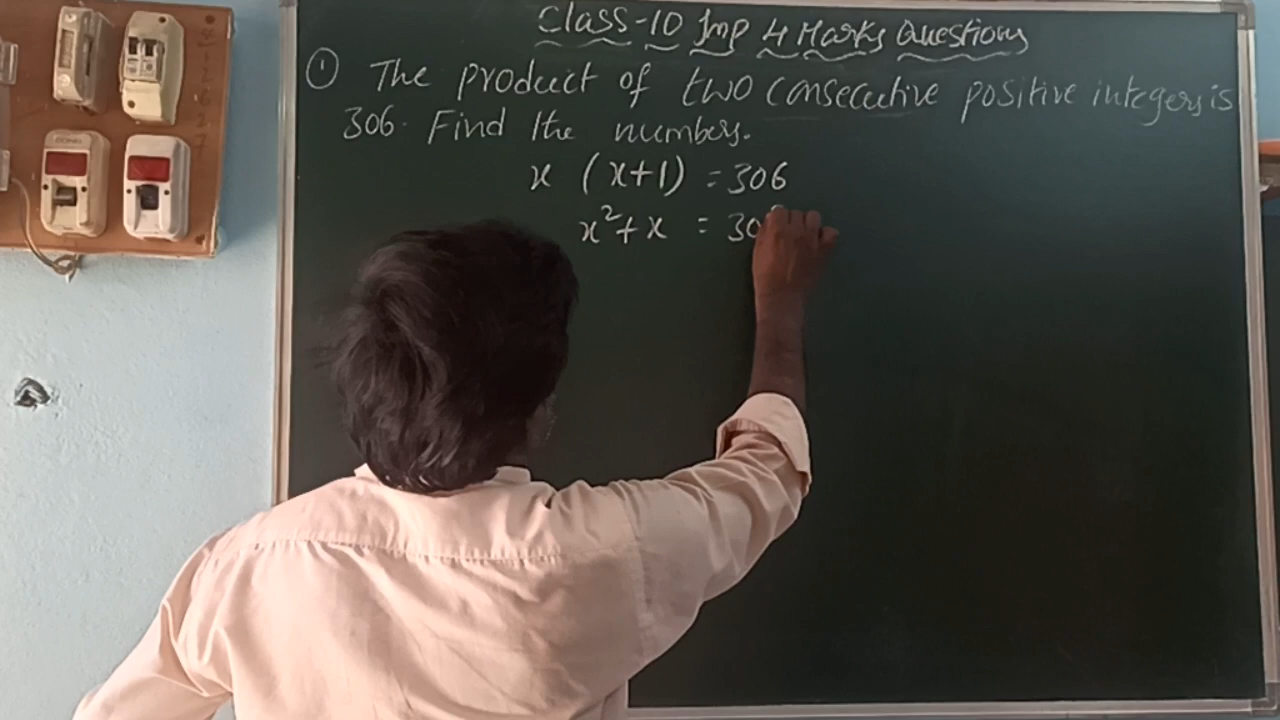 Class-10 Imp 4 Marks Questions
① The product of two consecutive positive integers is
306. Find the numbers.
x (x+1) = 306
x²+x = 30